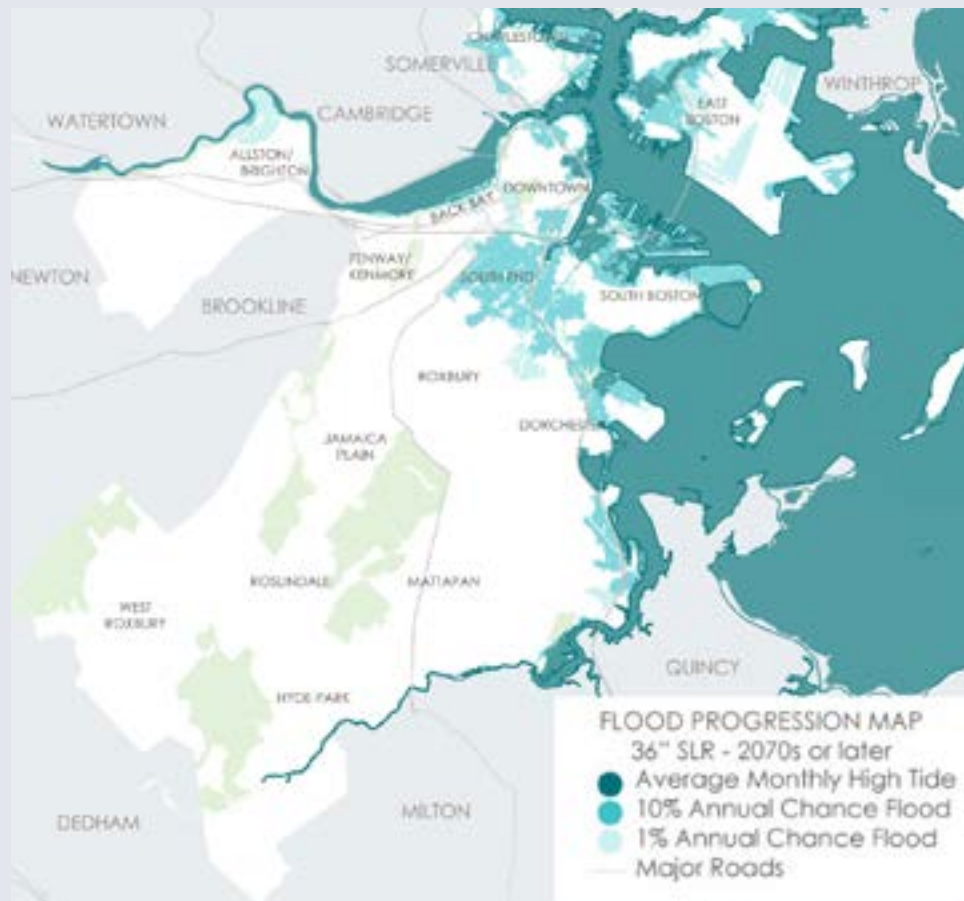 CHARLESTOWN
SOMERVILLE
WINTHROP
WATERTOWN
CAMBRIDGE
EAST
BOSTON
ALLSTON/
BRIGHTON
DOWNTOWN
BACK BAY
FENWAY/
KENMORE
NEWTON
SOUTH END
BROOKLINE
SOUTH BOSTON
ROXBURY
DORCHESTER
JAMAICA
PLAIN
ROSLINDALE
MATTAPAN
WEST
ROXBURY
QUINCY
HYDE PARK
DEDHAM
MILTON
FLOOD PROGRESSION MAP
36" SLR - 2070s or later
Average Monthly High Tide
10% Annual Chance Flood
1% Annual Chance Flood
Major Roads